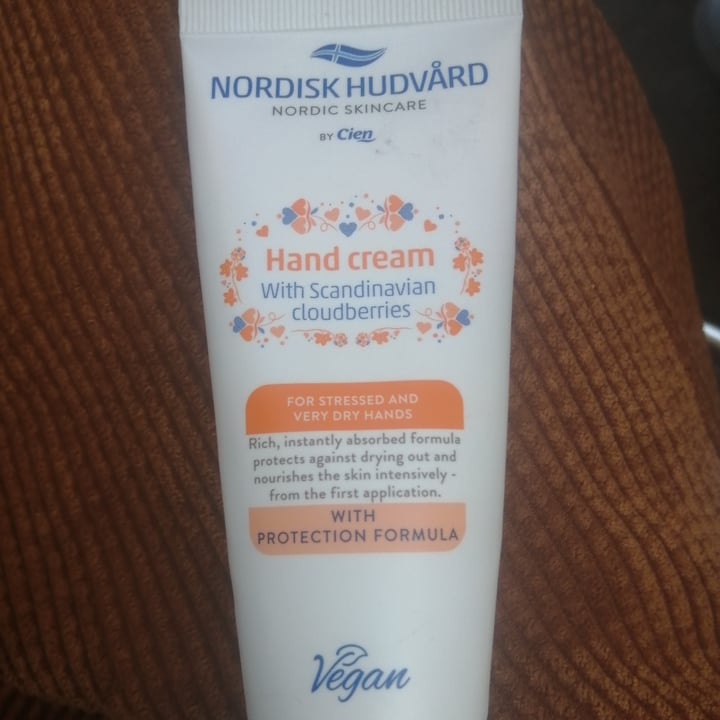 NORDISK HUDVÅRD
NORDIC SKINCARE
BY Cien
Hand cream
With Scandinavian
cloudberries
FOR STRESSED AND
VERY DRY HANDS
Rich, instantly absorbed formula
protects against drying out and
nourishes the skin intensively -
from the first application.
WITH
PROTECTION FORMULA
Vegan